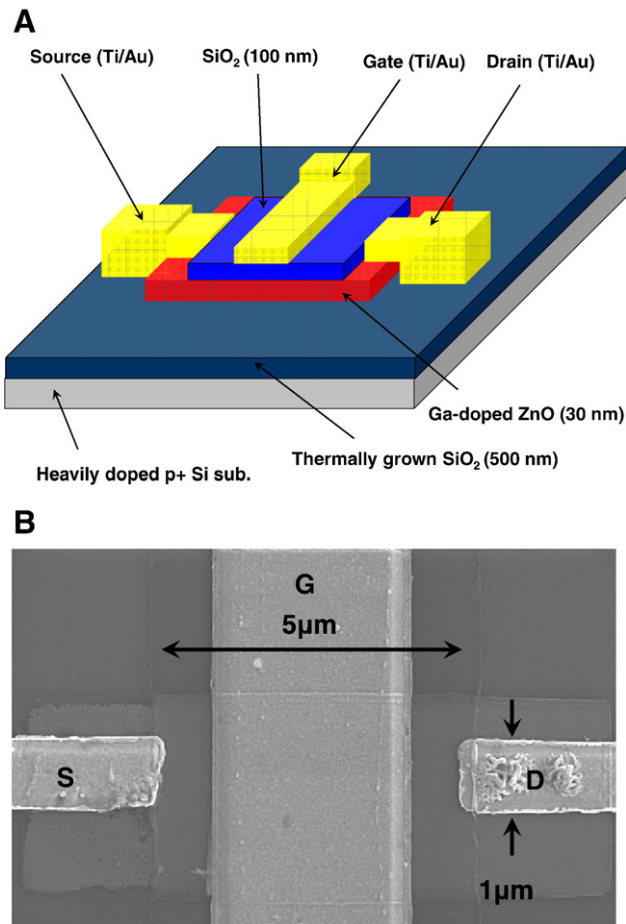 A
Source (Ti/Au)
SiO₂ (100 nm)
Gate (Ti/Au)
Drain (Ti/Au)
Ga-doped ZnO (30 nm)
Thermally grown SiO₂ (500 nm)
Heavily doped p+ Si sub.
B
G
5μm
S
D
1μm